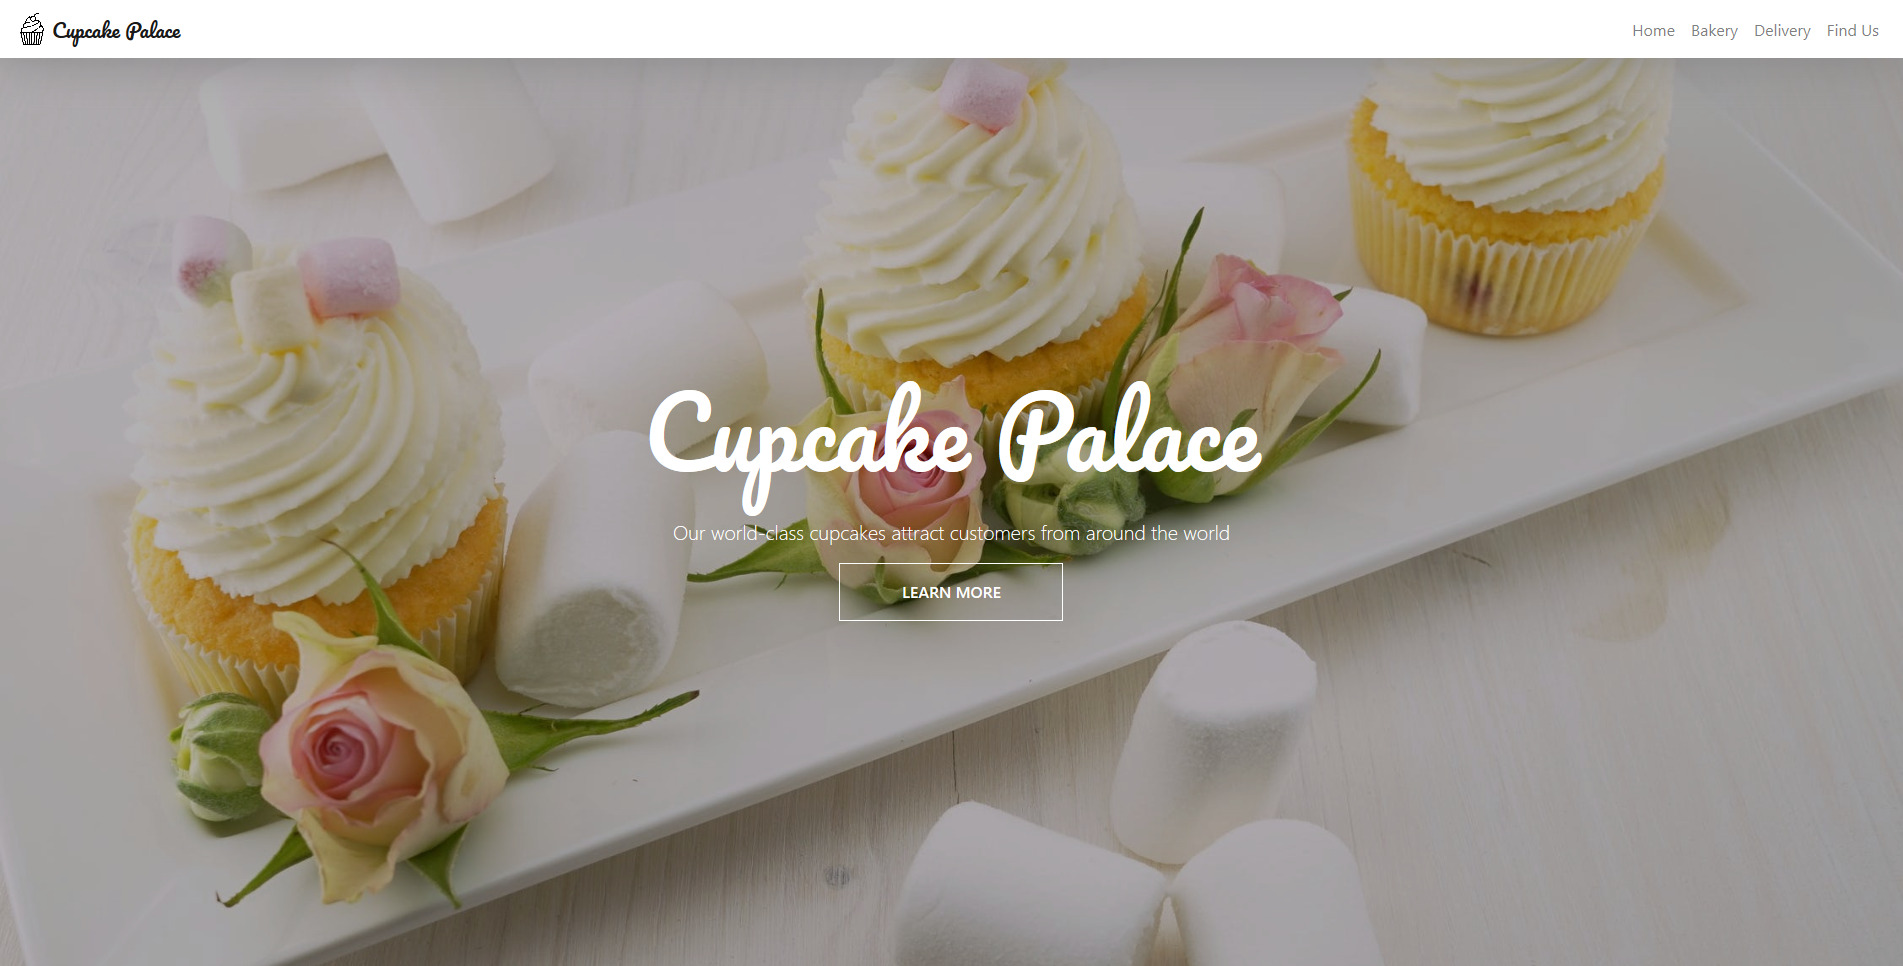 Cupcake Palace
Home Bakery Delivery Find Us
Cupcake Palace
Our world-class cupcakes attract customers from around the world
LEARN MORE